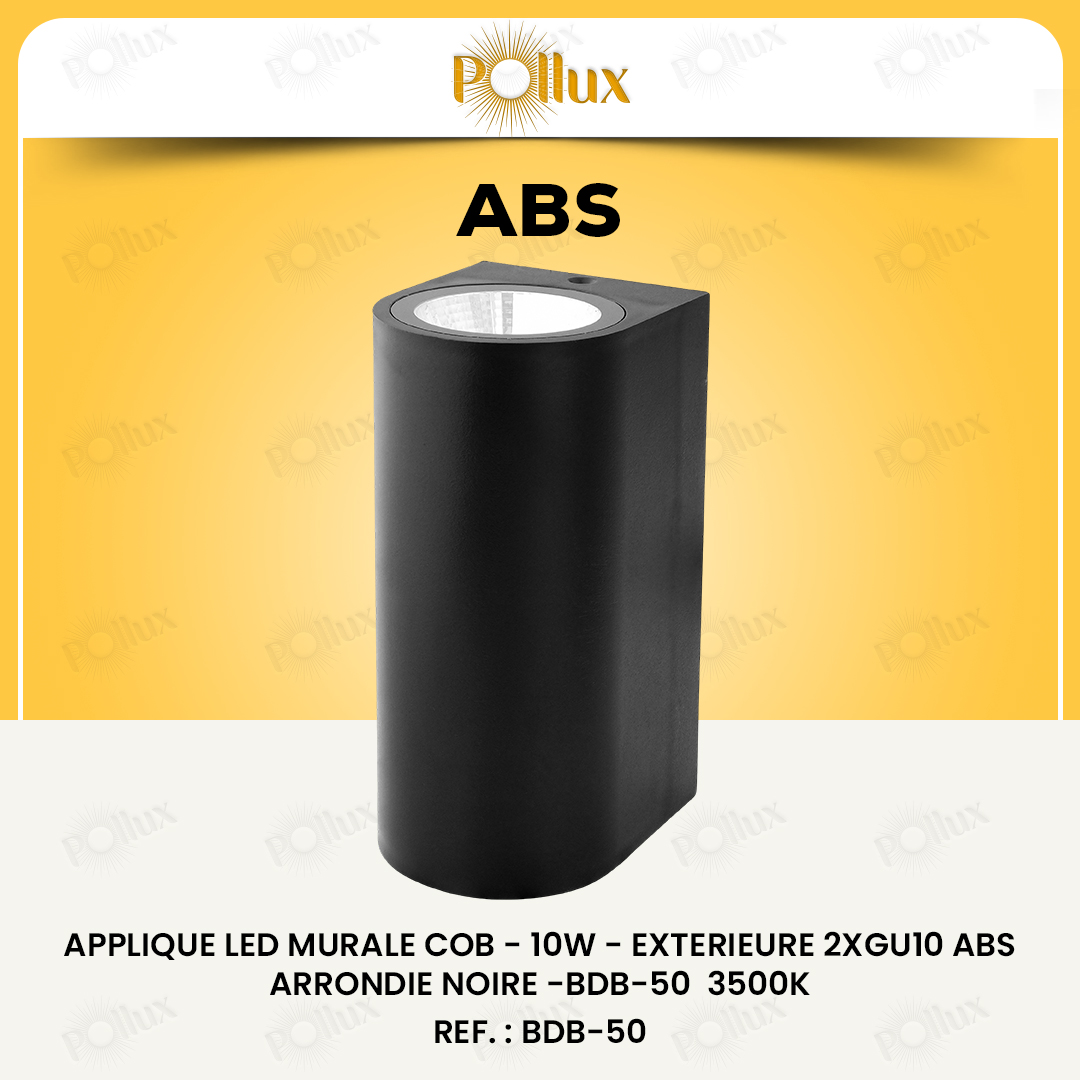 Pollux
ABS
APPLIQUE LED MURALE COB - 10W - EXTERIEURE 2XGU10 ABS
ARRONDIE NOIRE -BDB-50 3500K
REF. : BDB-50